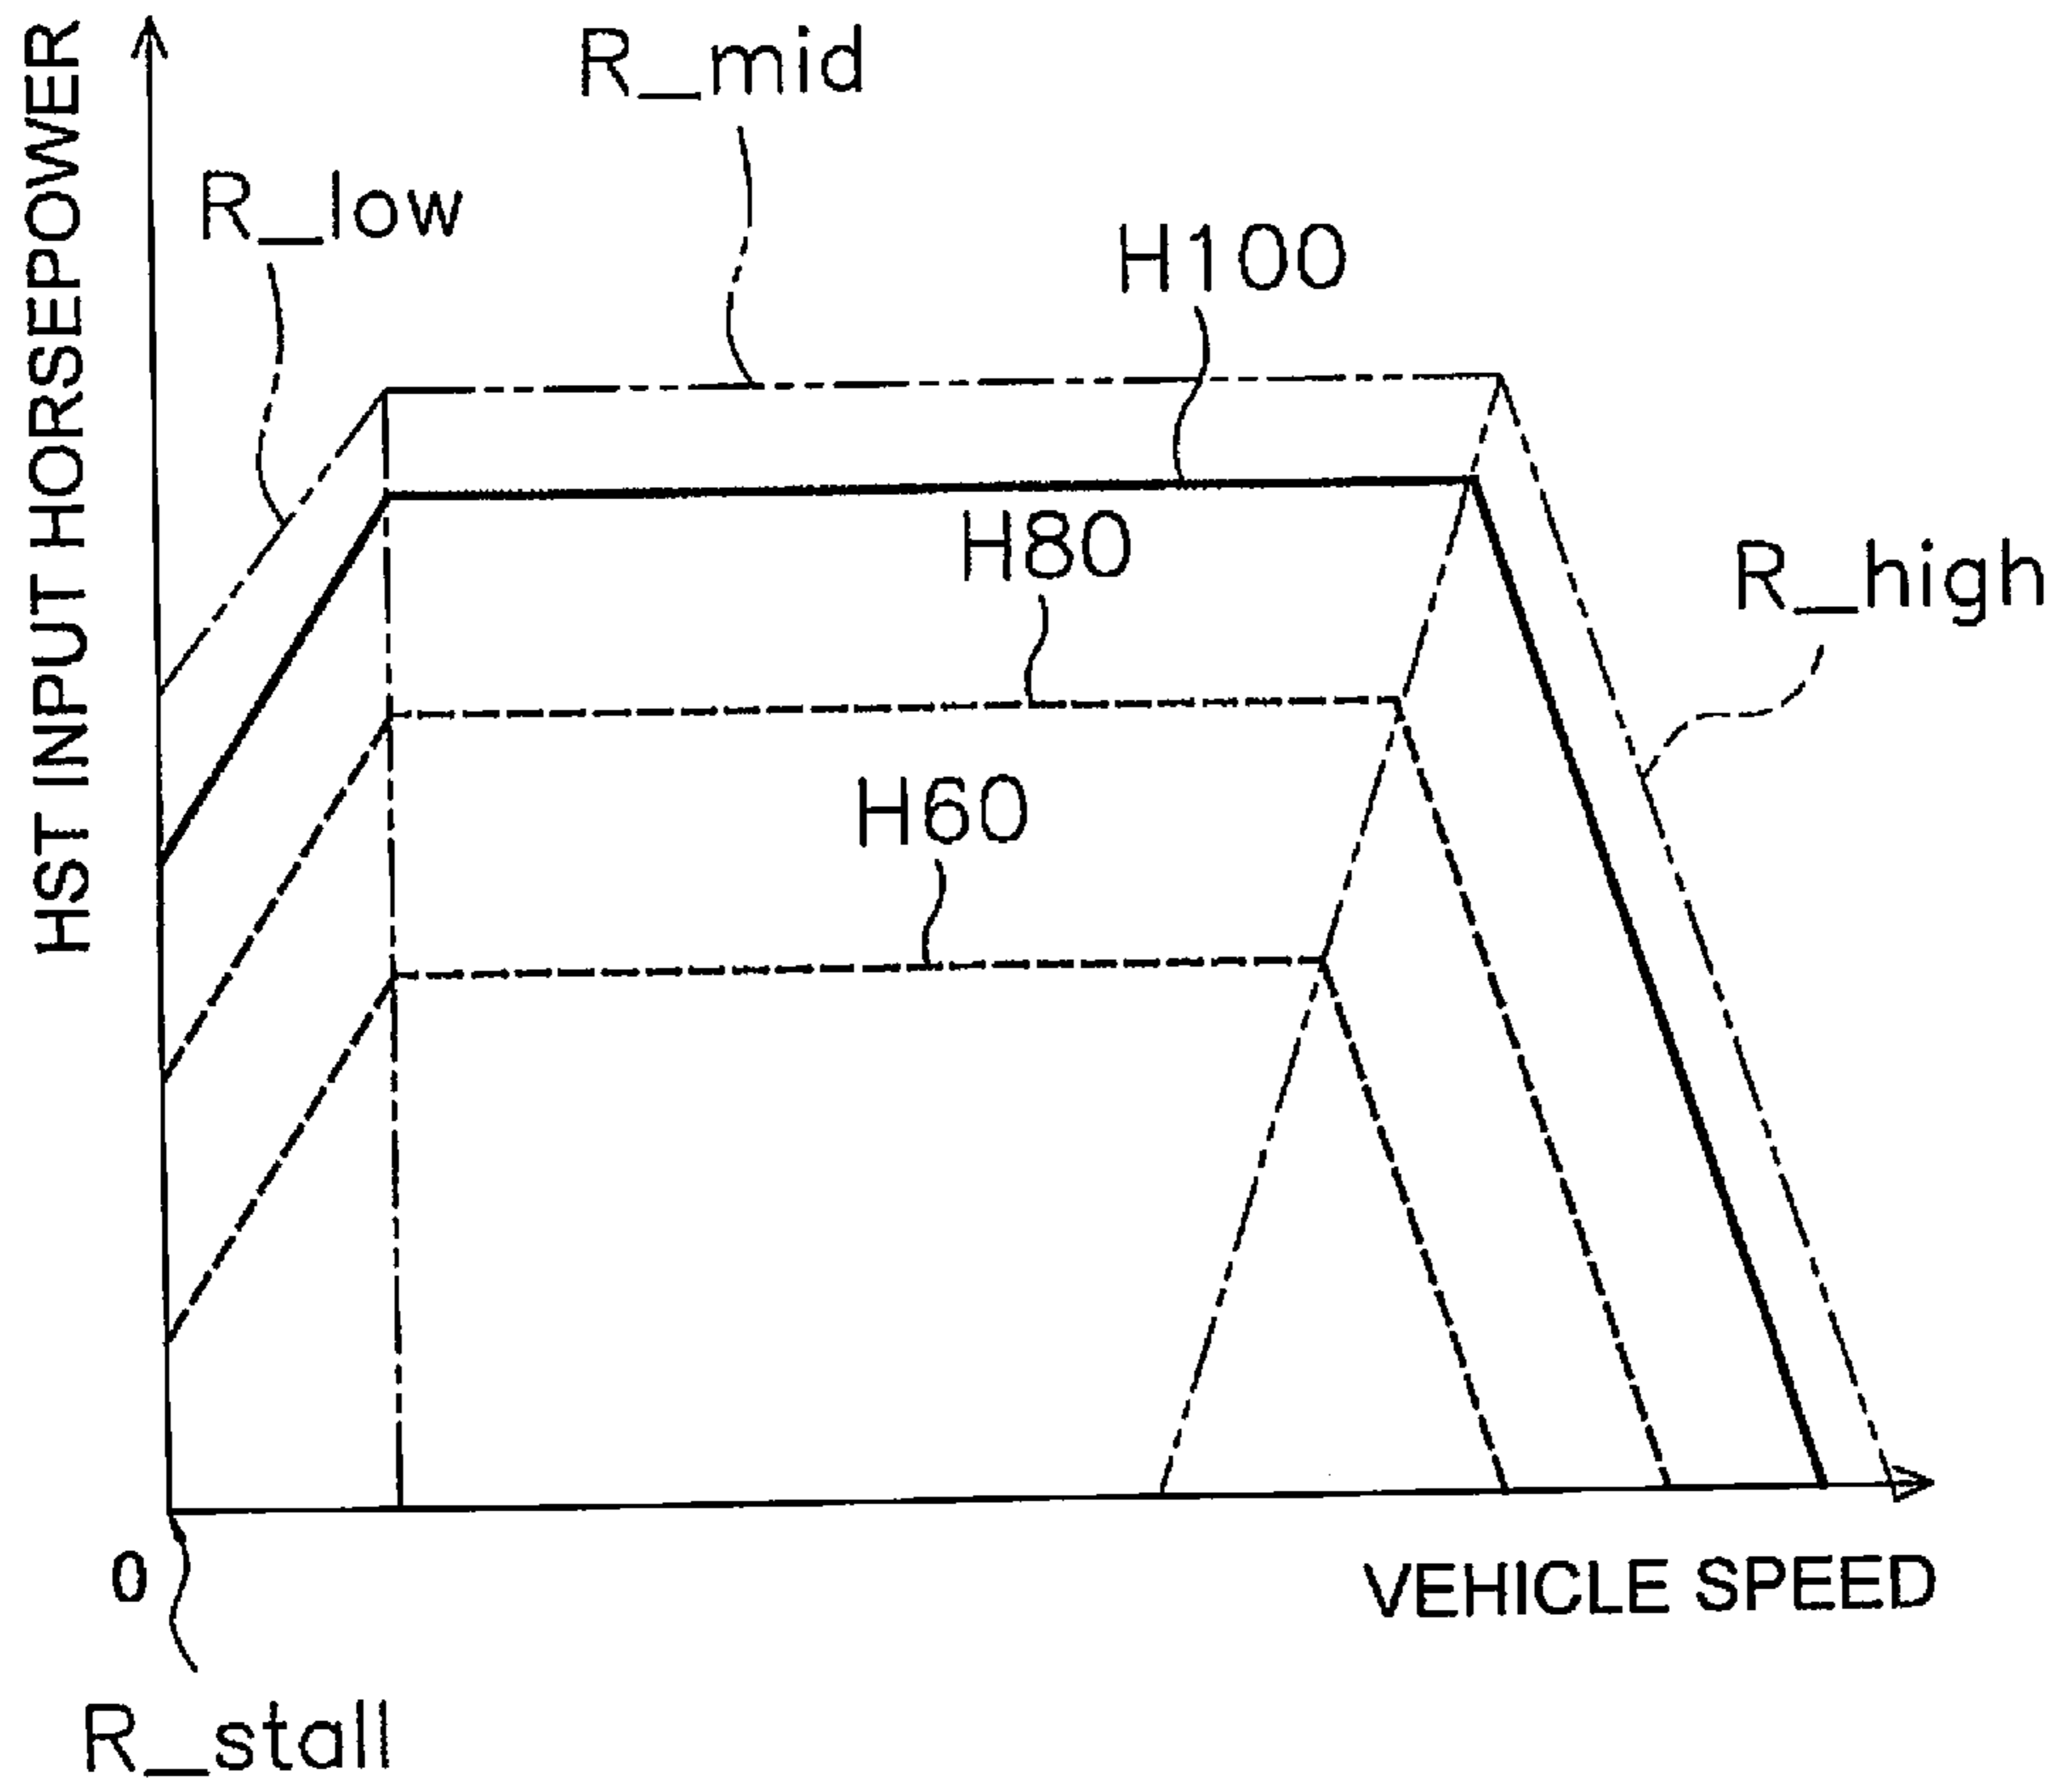 HST INPUT HORSEPOWER
R_mid
R_low
H100
H80
R_high
H60
0
VEHICLE SPEED
R_stall